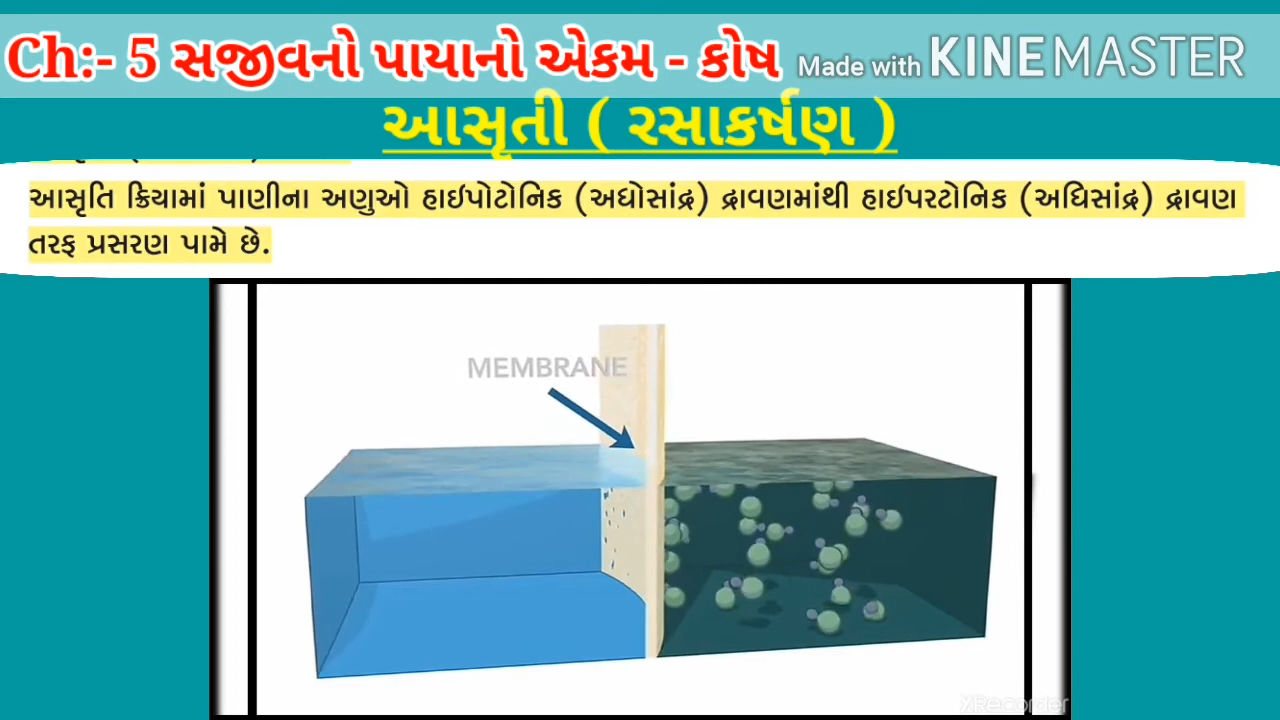 Ch:- 5 સજીવનો પાયાનો એકમ - કોષ
Made with KINEMASTER
આસૃતી ( રસાકર્ષણ )
આસૃતિ ક્રિયામાં પાણીના અણુઓ હાઇપોટોનિક (અધોસાંદ્ર) દ્રાવણમાંથી હાઇપરટોનિક (અધિસાંદ્ર) દ્રાવણ
તરફ પ્રસરણ પામે છે.
MEMBRANE
XRecorder